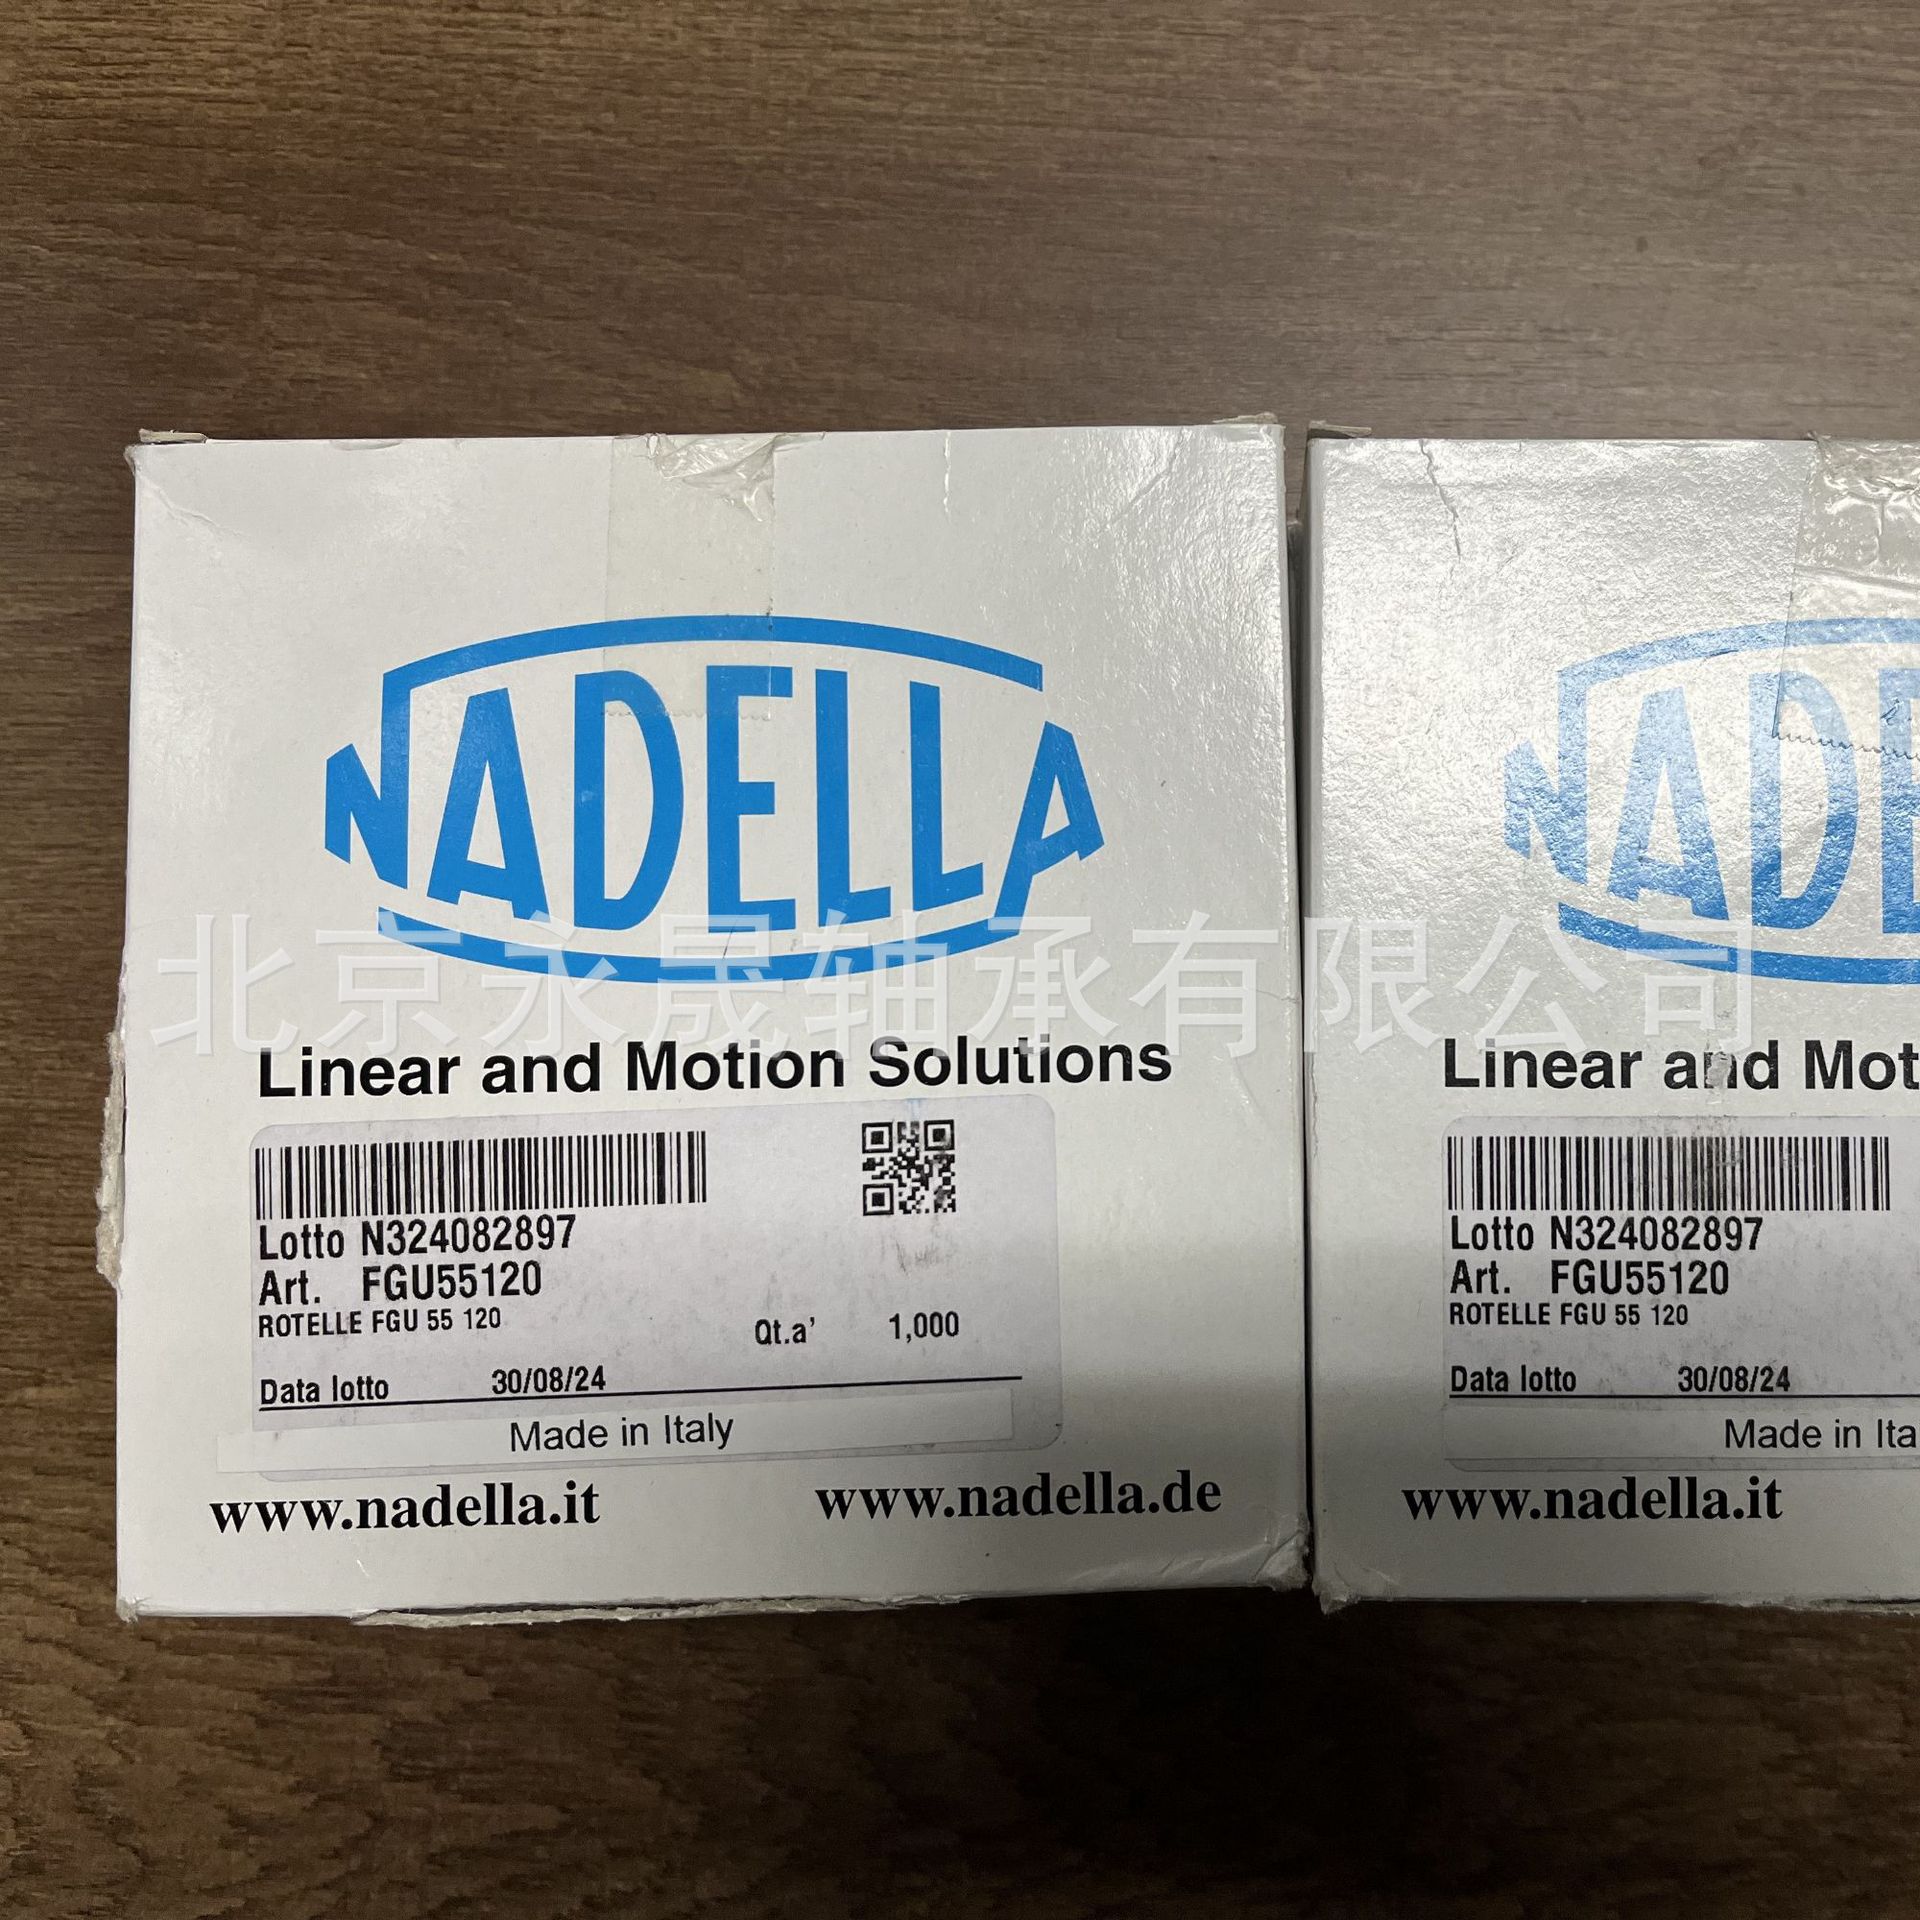 NADELLA
北京永晟轴承有限公司
Linear and Motion Solutions
Lotto N324082897
Art. FGU55120
ROTELLE FGU 55 120
Qt.a' 1,000
Data lotto 30/08/24
Made in Italy
www.nadella.it www.nadella.de
NADE
Linear and Mot
Lotto N324082897
Art. FGU55120
ROTELLE FGU 55 120
Data lotto 30/08/24
Made in Ita
www.nadella.it